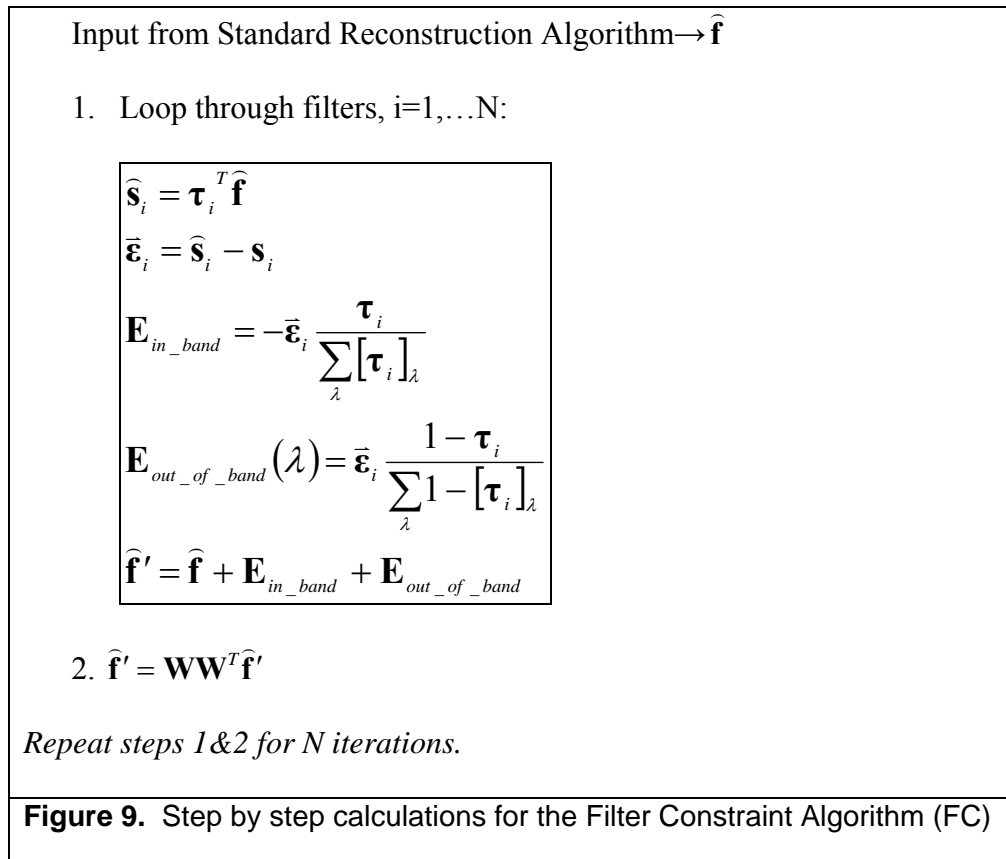 Input from Standard Reconstruction Algorithm→f̂
1. Loop through filters, i=1,…N:
ŝ_i = τ_i^T f̂
ε⃗_i = ŝ_i − s_i
E_in_band = −ε⃗_i τ_i / ∑_λ [τ_i]_λ
E_out_of_band (λ) = ε⃗_i (1 − τ_i) / ∑_λ 1 − [τ_i]_λ
f̂′ = f̂ + E_in_band + E_out_of_band
2. f̂′ = WW^T f̂′
Repeat steps 1&2 for N iterations.
Figure 9. Step by step calculations for the Filter Constraint Algorithm (FC)